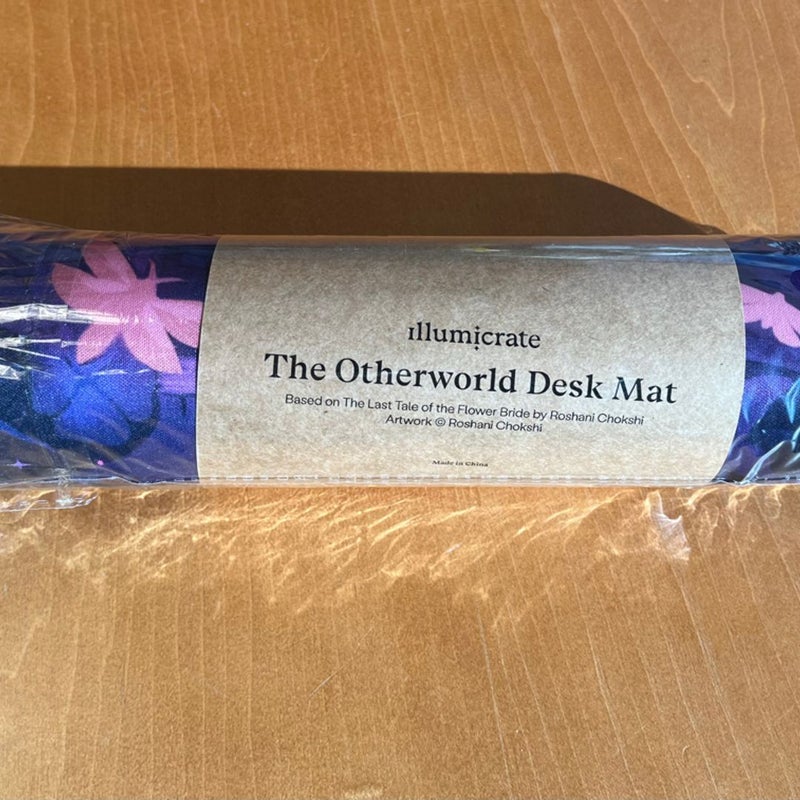 illumicrate
The Otherworld Desk Mat
Based on The Last Tale of the Flower Bride by Roshani Chokshi
Artwork © Roshani Chokshi
Made in China